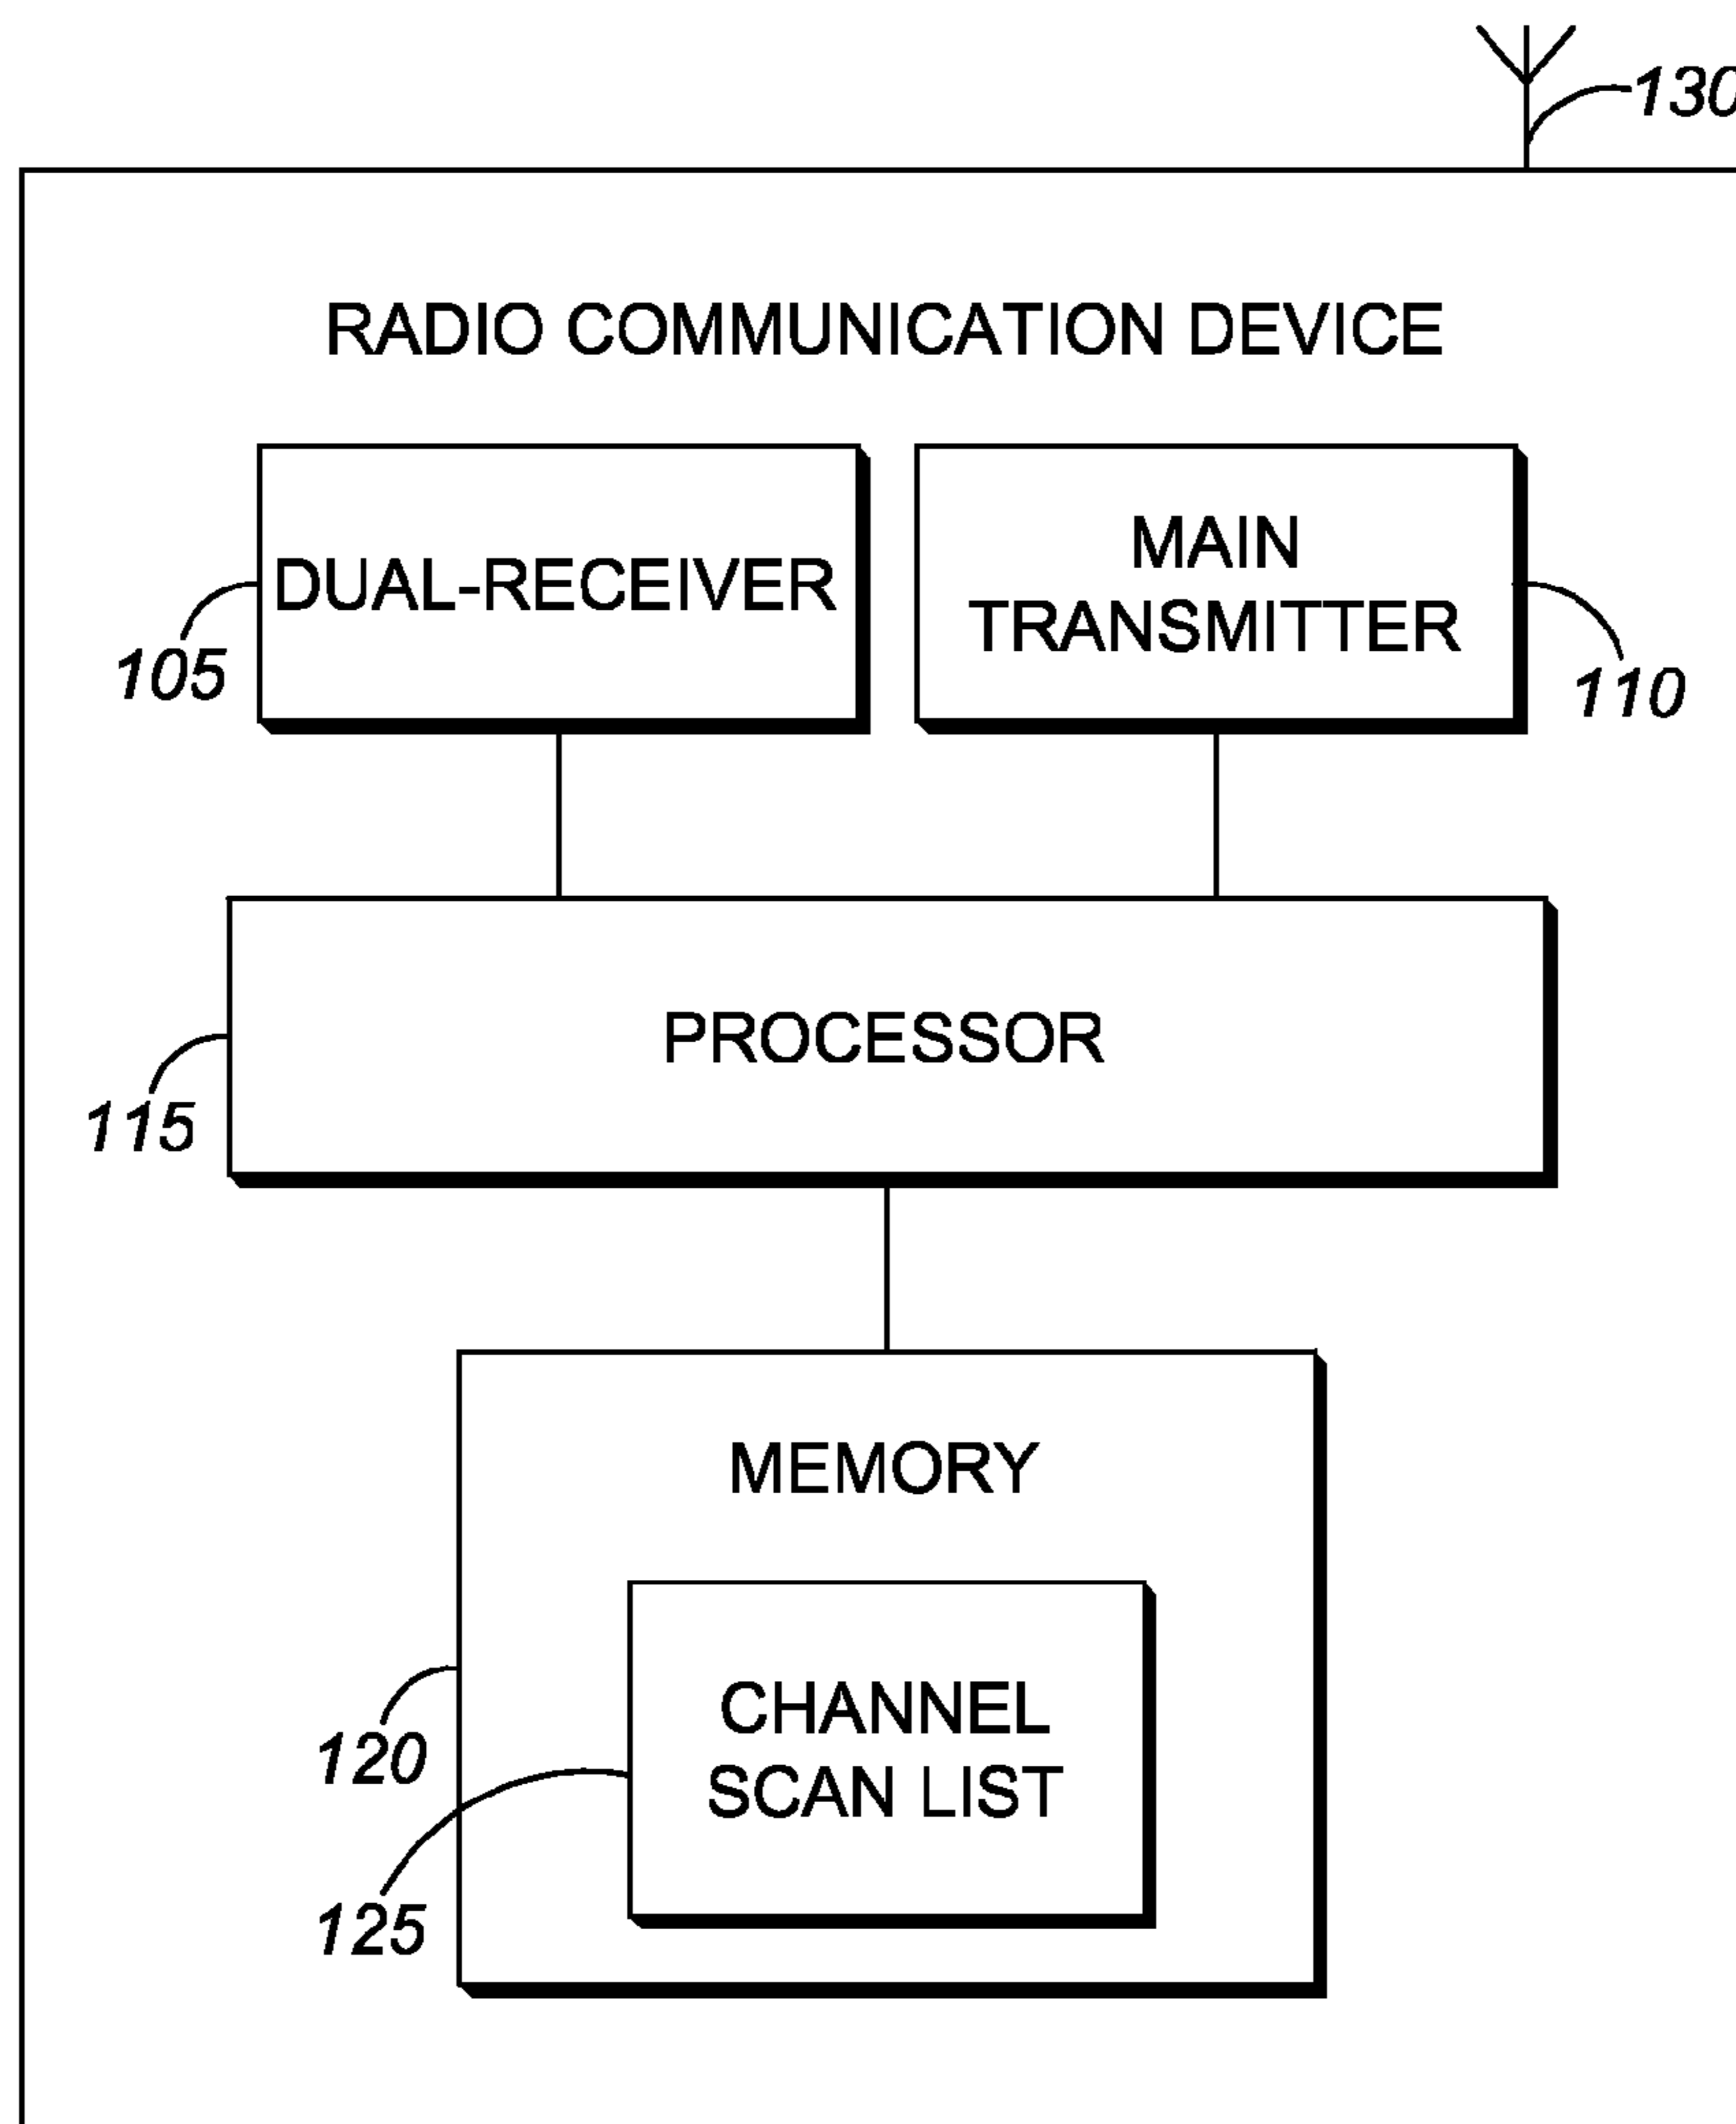 130
RADIO COMMUNICATION DEVICE
DUAL-RECEIVER
MAIN
TRANSMITTER
105
110
PROCESSOR
115
MEMORY
CHANNEL
SCAN LIST
120
125